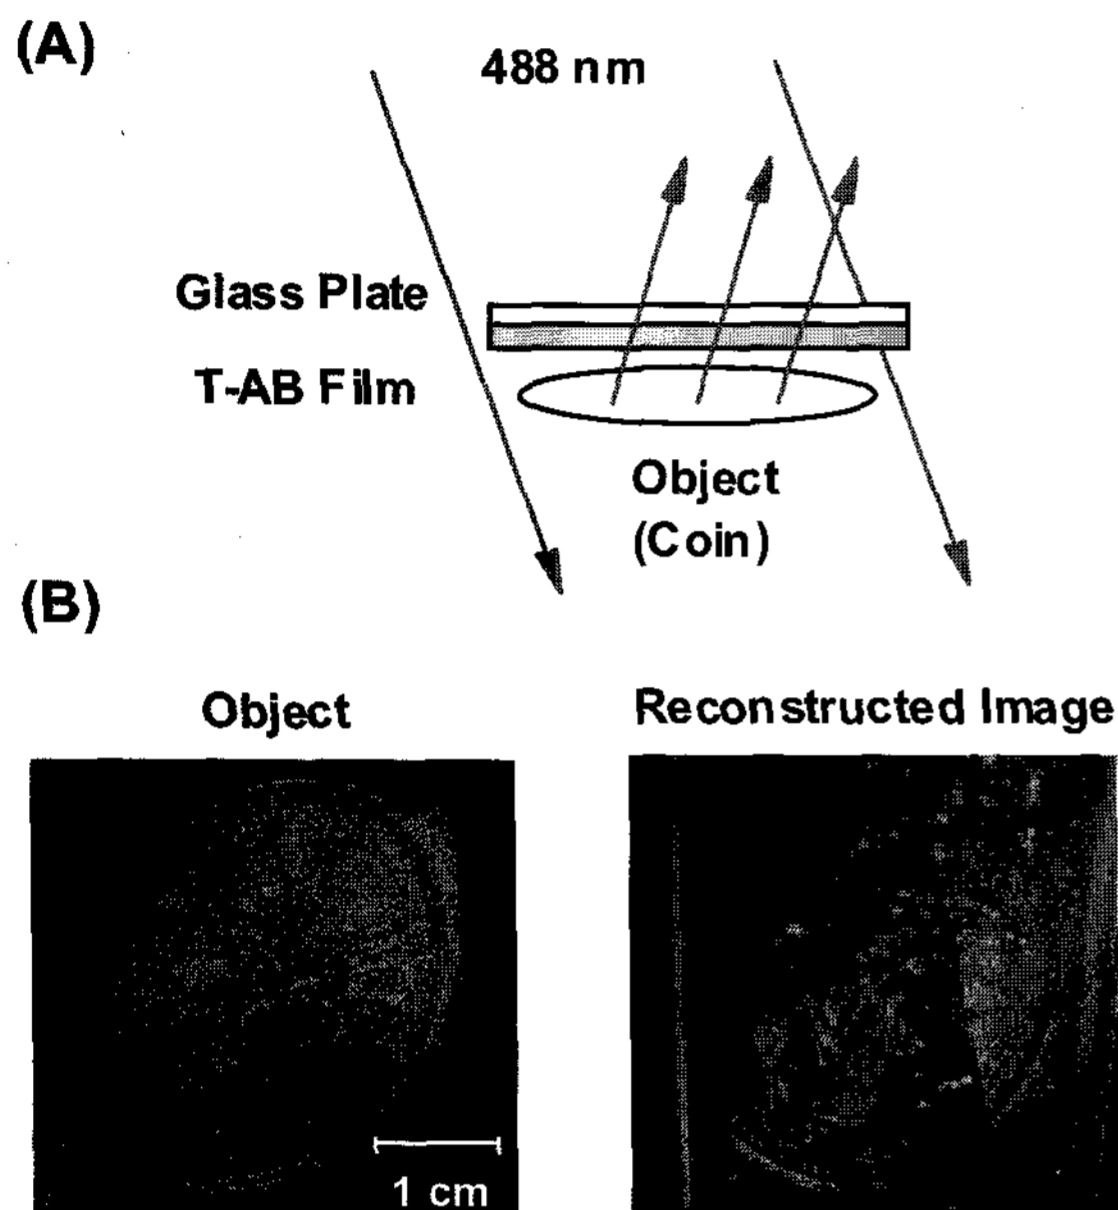 (A)
488 nm
Glass Plate
T-AB Film
Object
(Coin)
(B)
Object
Reconstructed Image
1 cm